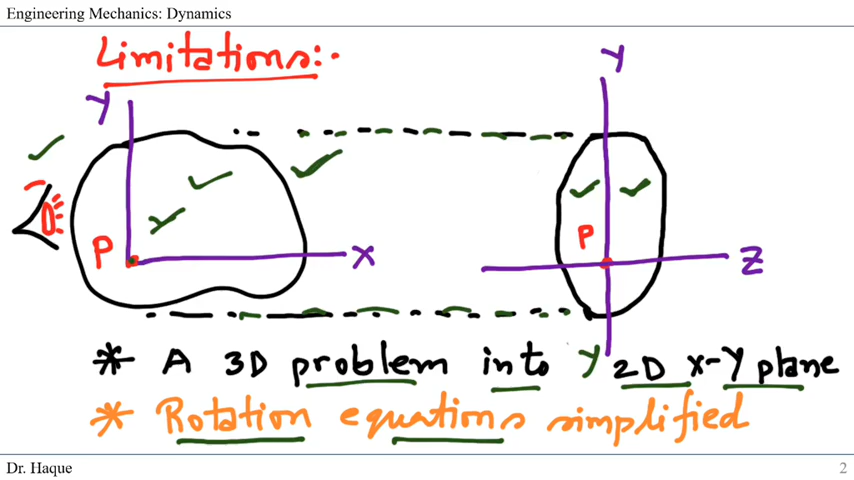 Engineering Mechanics: Dynamics
Limitations:-
Y
Y
P
X
P
Z
* A 3D problem into Y 2D X-Y plane
* Rotation equations simplified
Dr. Haque
2